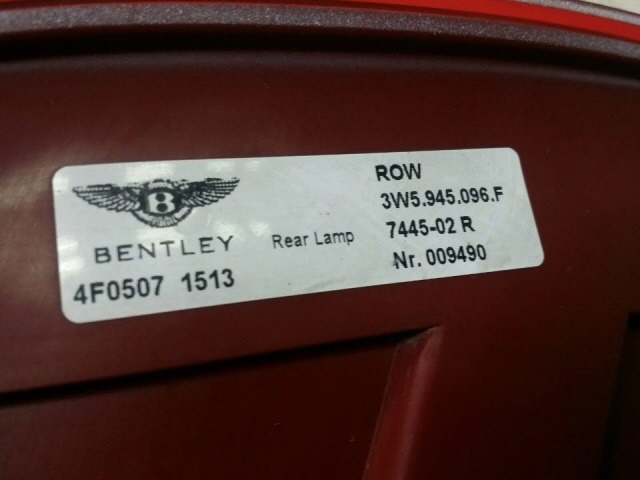 B
BENTLEY
4F0507 1513
Rear Lamp
ROW
3W5.945.096.F
7445-02 R
Nr. 009490